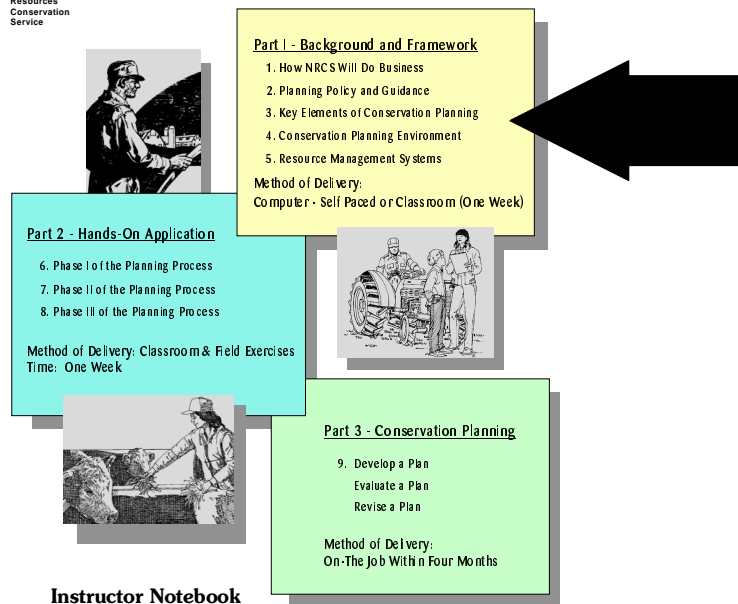 Resources
Conservation
Service
Part I - Background and Framework
1. How NRCS Will Do Business
2. Planning Policy and Guidance
3. Key Elements of Conservation Planning
4. Conservation Planning Environment
5. Resource Management Systems
Method of Delivery:
Computer - Self Paced or Classroom (One Week)
Part 2 - Hands-On Application
6. Phase I of the Planning Process
7. Phase II of the Planning Process
8. Phase III of the Planning Process
Method of Delivery: Classroom & Field Exercises
Time: One Week
Part 3 - Conservation Planning
9. Develop a Plan
Evaluate a Plan
Revise a Plan
Method of Delivery:
On-The Job Within Four Months
Instructor Notebook